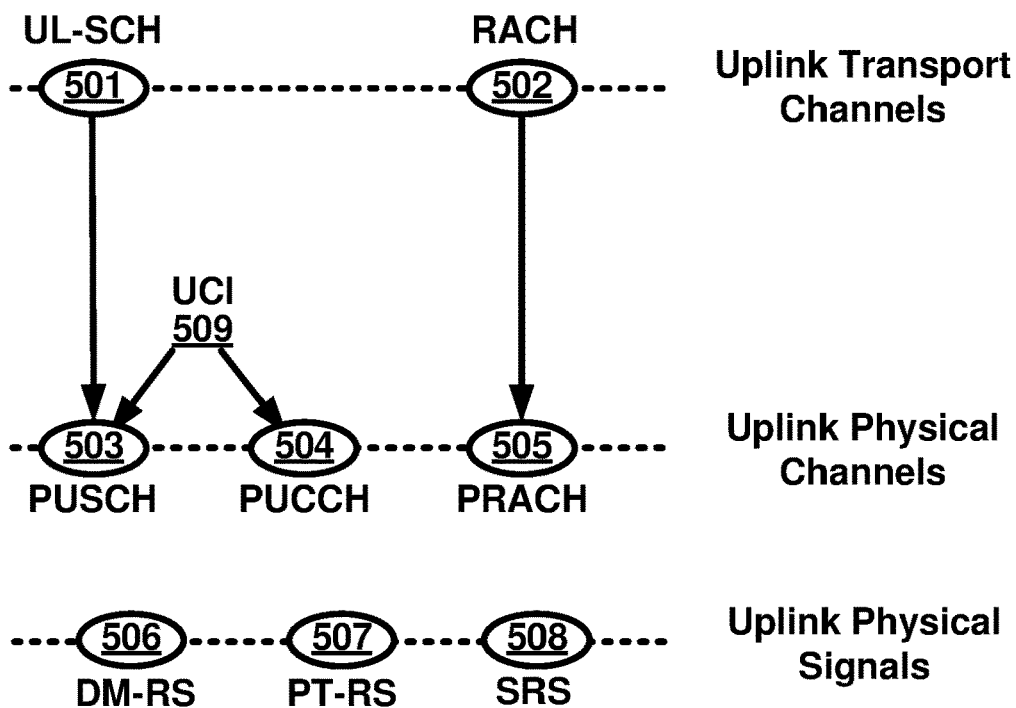 UL-SCH
RACH
501
502
Uplink Transport
Channels
UCI
509
503
504
505
Uplink Physical
Channels
PUSCH
PUCCH
PRACH
506
507
508
Uplink Physical
Signals
DM-RS
PT-RS
SRS